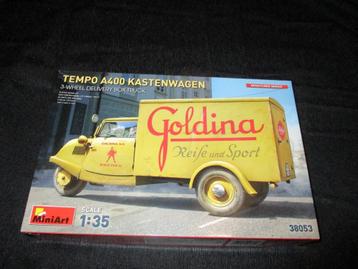 TEMPO A400 KASTENWAGEN
3-WHEEL DELIVERY BOX TRUCK
Goldina
Reise und Sport
MiniArt
SCALE
1:35
38053